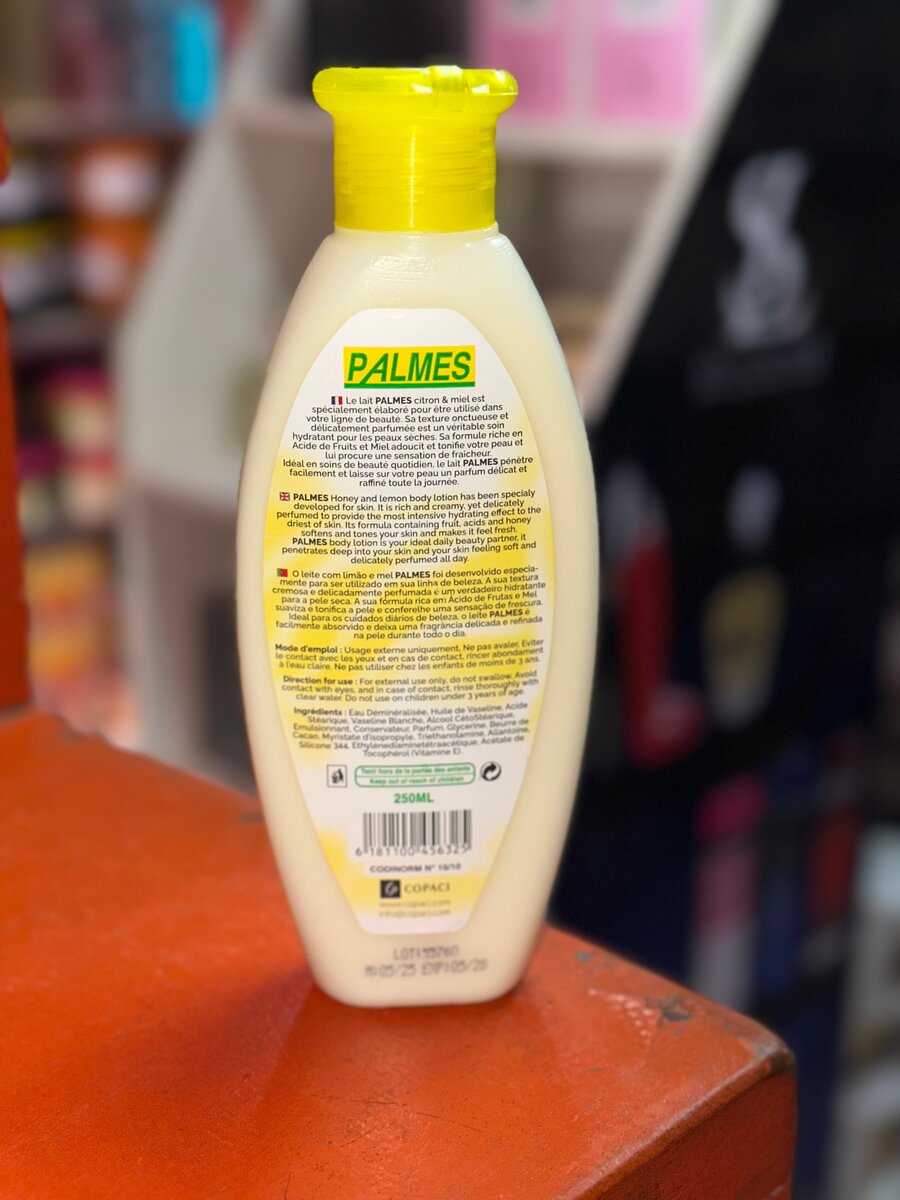 PALMES
Le lait PALMES citron & miel est
spécialement élaboré pour être utilisé dans
votre ligne de beauté. Sa texture onctueuse et
délicatement parfumée est un véritable soin
hydratant pour les peaux sèches. Sa formule riche en
Acide de Fruits et Miel adoucit et tonifie votre peau et
lui procure une sensation de fraîcheur.
Idéal en soins de beauté quotidien, le lait PALMES pénètre
facilement et laisse sur votre peau un parfum délicat et
raffiné toute la journée.
PALMES Honey and lemon body lotion has been specialy
developed for skin. It is rich and creamy, yet delicately
perfumed to provide the most intensive hydrating effect to the
driest of skin. Its formula containing fruit, acids and honey
softens and tones your skin and makes it feel fresh.
PALMES body lotion is your ideal daily beauty partner, it
penetrates deep into your skin and your skin feeling soft and
delicately perfumed all day.
O leite com limão e mel PALMES foi desenvolvido especia-
mente para ser utilizado em sua linha de beleza. A sua textura
cremosa e delicadamente perfumada é um verdadeiro hidratante
para a pele seca. A sua fórmula rica em Ácido de Frutas e Mel
suaviza e tonifica a pele e conferelhe uma sensação de frescura.
Ideal para os cuidados diários de beleza, o leite PALMES é
facilmente absorvido e deixa uma fragrância delicada e refinada
na pele durante todo o dia.
Mode d'emploi : Usage externe uniquement, Ne pas avaler, Eviter
le contact avec les yeux et en cas de contact, rincer abondament
à l'eau claire. Ne pas utiliser chez les enfants de moins de 3 ans.
Direction for use : For external use only, do not swallow. Avoid
contact with eyes, and in case of contact, rinse thoroughly with
clear water. Do not use on children under 3 years of age.
Ingrédients : Eau Déminéralisée, Huile de Vaseline, Acide
Stéarique, Vaseline Blanche, Alcool CétoStéarique,
Emulsionnant, Conservateur, Parfum, Glycerine, Beurre de
Cacao, Myristate d'isopropyle, Triethanolamine, Allantoine,
Silicone 344, Ethylènediaminetétraacétique, Acétate de
Tocophérol (Vitamine E).
Tenir hors de la portée des enfants
Keep out of reach of children
250ML
6 181100 456325
CODINORM N° 15/10
COPACI
www.copaci.com
info@copaci.com
LOT:55760
M:05/25 EXP:05/28